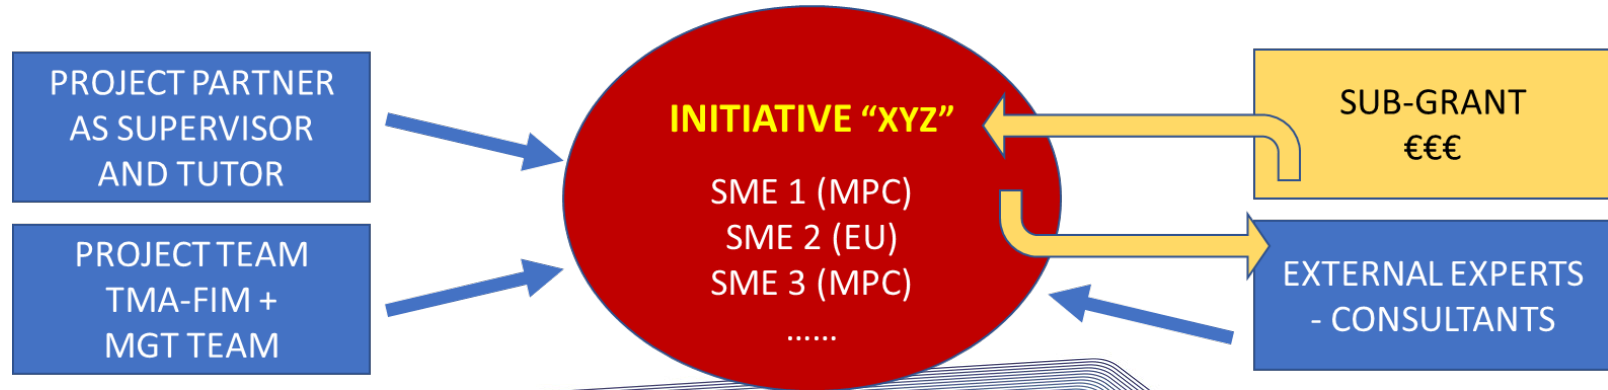 PROJECT PARTNER
AS SUPERVISOR
AND TUTOR
PROJECT TEAM
TMA-FIM +
MGT TEAM
INITIATIVE “XYZ”
SME 1 (MPC)
SME 2 (EU)
SME 3 (MPC)
......
SUB-GRANT
€€€
EXTERNAL EXPERTS
- CONSULTANTS